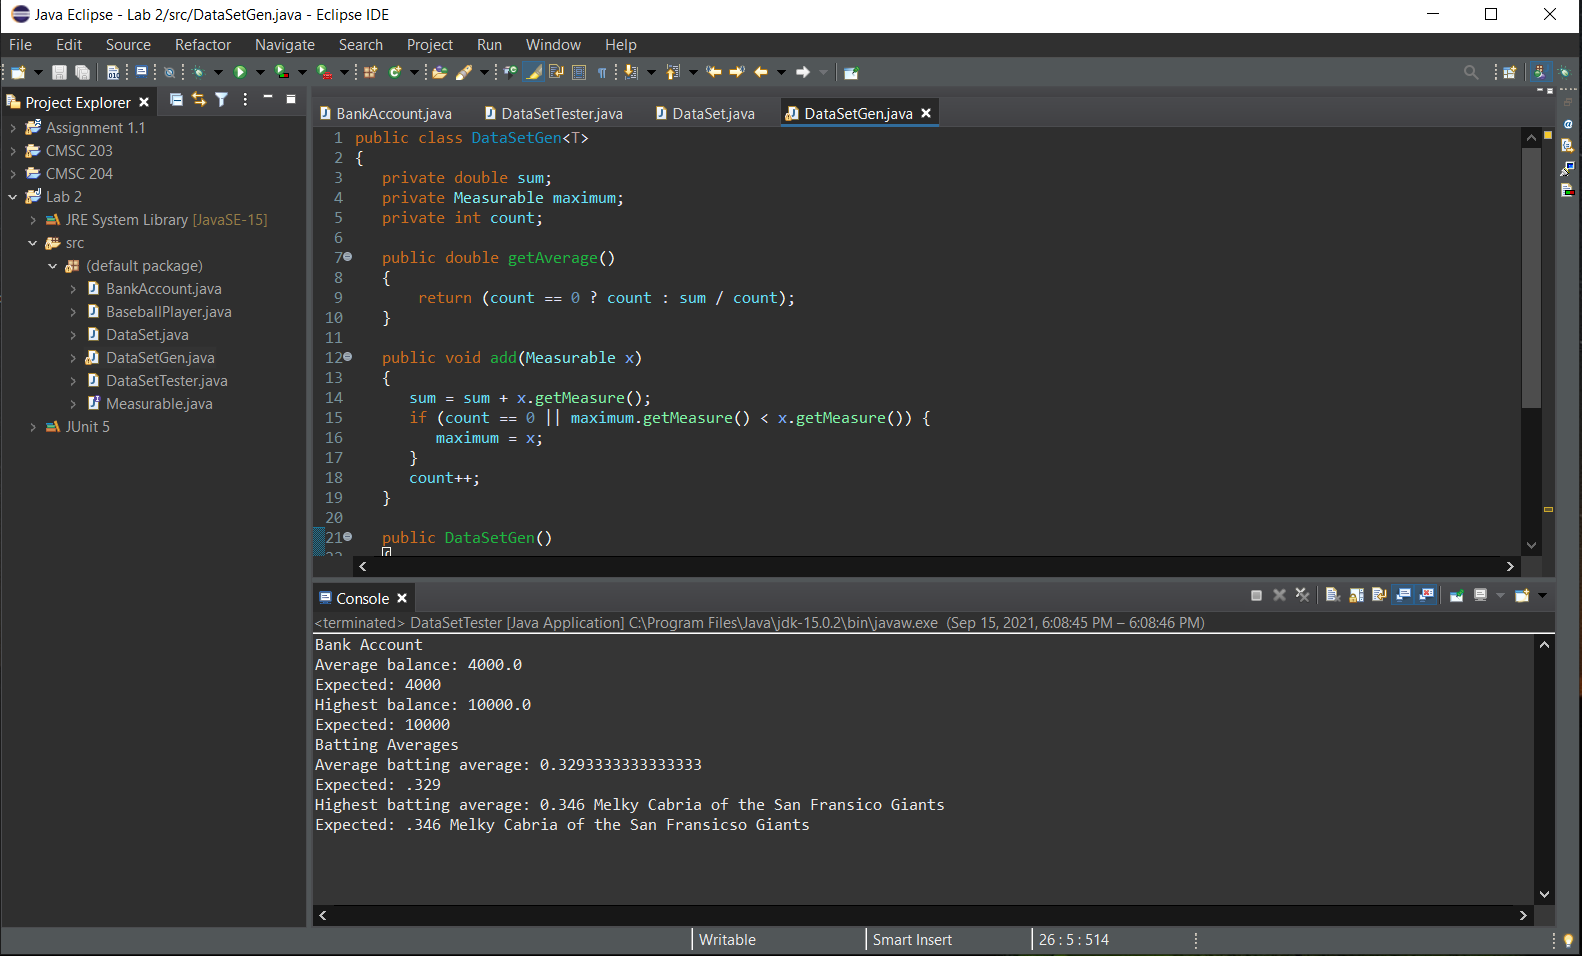 Java Eclipse - Lab 2/src/DataSetGen.java - Eclipse IDE
File Edit Source Refactor Navigate Search Project Run Window Help
Project Explorer
Assignment 1.1
CMSC 203
CMSC 204
Lab 2
JRE System Library [JavaSE-15]
src
(default package)
BankAccount.java
BaseballPlayer.java
DataSet.java
DataSetGen.java
DataSetTester.java
Measurable.java
JUnit 5
BankAccount.java DataSetTester.java DataSet.java DataSetGen.java
1 public class DataSetGen<T>
2 {
3 private double sum;
4 private Measurable maximum;
5 private int count;
6
7 public double getAverage()
8 {
9 return (count == 0 ? count : sum / count);
10 }
11
12 public void add(Measurable x)
13 {
14 sum = sum + x.getMeasure();
15 if (count == 0 || maximum.getMeasure() < x.getMeasure()) {
16 maximum = x;
17 }
18 count++;
19 }
20
21 public DataSetGen()
Console
<terminated> DataSetTester [Java Application] C:\Program Files\Java\jdk-15.0.2\bin\javaw.exe (Sep 15, 2021, 6:08:45 PM – 6:08:46 PM)
Bank Account
Average balance: 4000.0
Expected: 4000
Highest balance: 10000.0
Expected: 10000
Batting Averages
Average batting average: 0.3293333333333333
Expected: .329
Highest batting average: 0.346 Melky Cabria of the San Fransico Giants
Expected: .346 Melky Cabria of the San Fransicso Giants
Writable Smart Insert 26 : 5 : 514